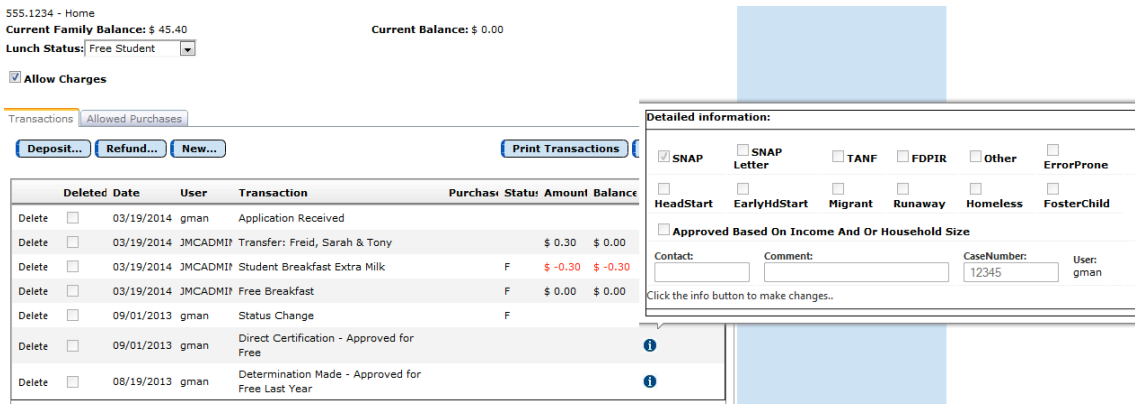 555.1234 - Home
Current Family Balance: $ 45.40 Current Balance: $ 0.00
Lunch Status: Free Student
Allow Charges
Transactions Allowed Purchases
Deposit... Refund... New... Print Transactions
Deleted Date User Transaction Purchase Status Amount Balance
Delete 03/19/2014 gman Application Received
Delete 03/19/2014 JMCADMIN Transfer: Freid, Sarah & Tony $ 0.30 $ 0.00
Delete 03/19/2014 JMCADMIN Student Breakfast Extra Milk F $ -0.30 $ -0.30
Delete 03/19/2014 JMCADMIN Free Breakfast F $ 0.00 $ 0.00
Delete 09/01/2013 gman Status Change F
Delete 09/01/2013 gman Direct Certification - Approved for
Free
Delete 08/19/2013 gman Determination Made - Approved for
Free Last Year
Detailed information:
SNAP SNAP Letter TANF FDPIR Other ErrorProne
HeadStart EarlyHdStart Migrant Runaway Homeless FosterChild
Approved Based On Income And Or Household Size
Contact: Comment: CaseNumber: User:
12345 gman
Click the info button to make changes..